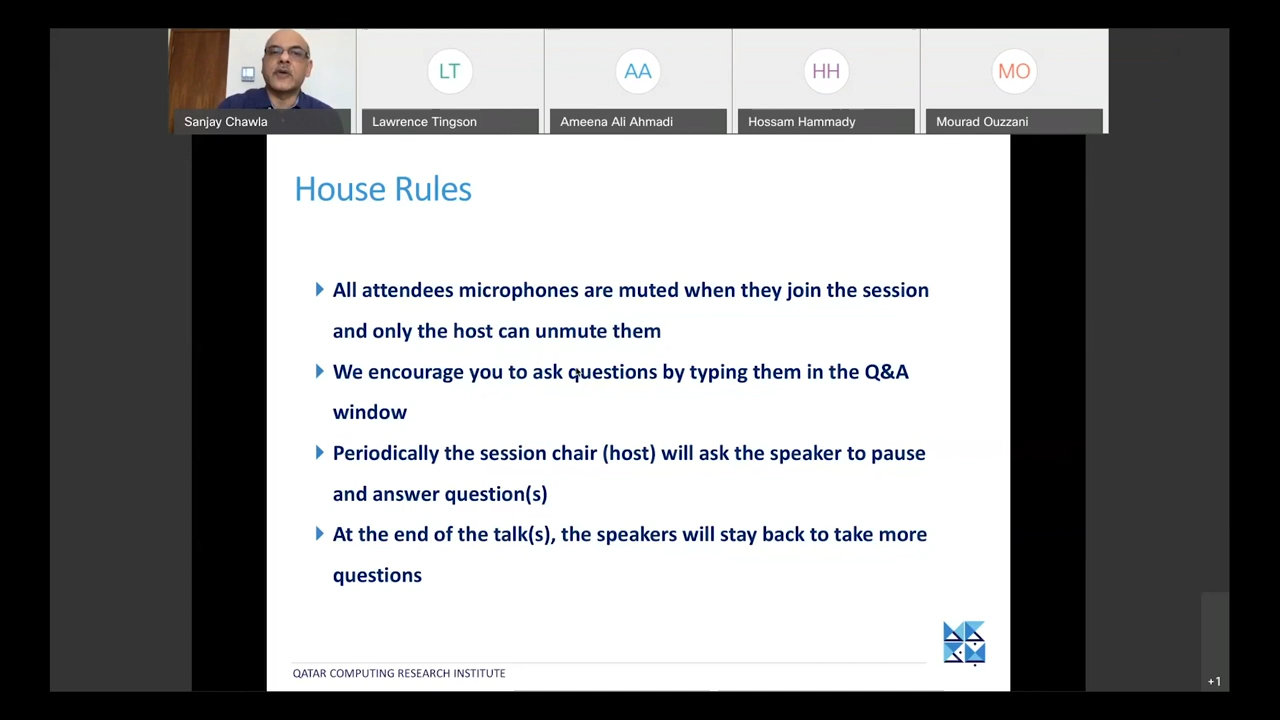 LT
AA
HH
MO
Sanjay Chawla
Lawrence Tingson
Ameena Ali Ahmadi
Hossam Hammady
Mourad Ouzzani
House Rules
All attendees microphones are muted when they join the session
and only the host can unmute them
We encourage you to ask questions by typing them in the Q&A
window
Periodically the session chair (host) will ask the speaker to pause
and answer question(s)
At the end of the talk(s), the speakers will stay back to take more
questions
QATAR COMPUTING RESEARCH INSTITUTE
+1